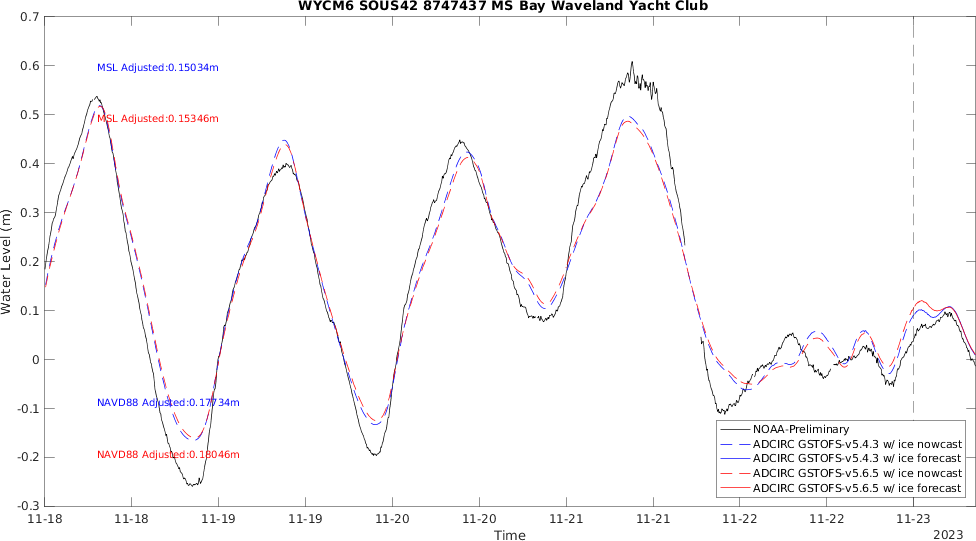 WYCM6 SOUS42 8747437 MS Bay Waveland Yacht Club
0.7
0.6
0.5
0.4
0.3
0.2
0.1
0
-0.1
-0.2
-0.3
Water Level (m)
MSL Adjusted:0.15034m
MSL Adjusted:0.15346m
NAVD88 Adjusted:0.17734m
NAVD88 Adjusted:0.18046m
NOAA-Preliminary
ADCIRC GSTOFS-v5.4.3 w/ ice nowcast
ADCIRC GSTOFS-v5.4.3 w/ ice forecast
ADCIRC GSTOFS-v5.6.5 w/ ice nowcast
ADCIRC GSTOFS-v5.6.5 w/ ice forecast
11-18 11-18 11-19 11-19 11-20 11-20 11-21 11-21 11-22 11-22 11-23
Time
2023